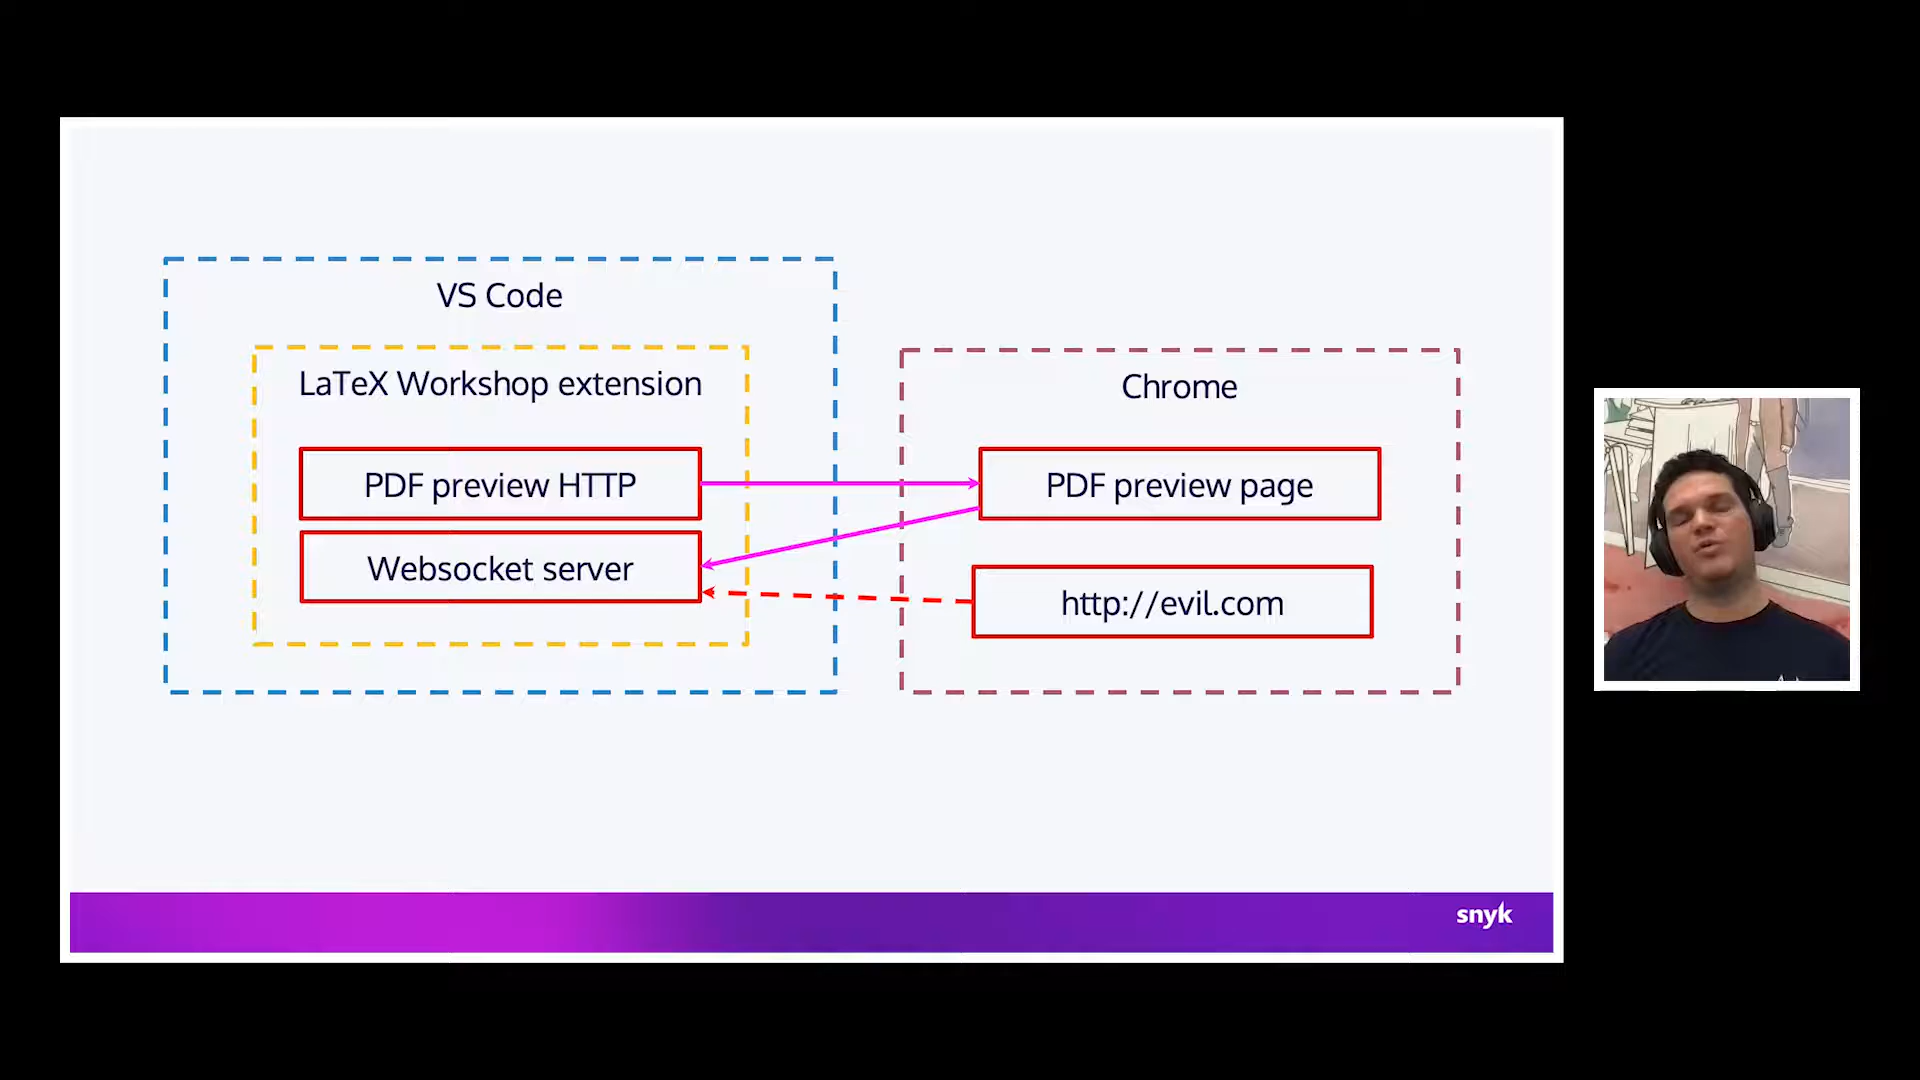 VS Code
LaTeX Workshop extension
PDF preview HTTP
Websocket server
Chrome
PDF preview page
http://evil.com
snyk